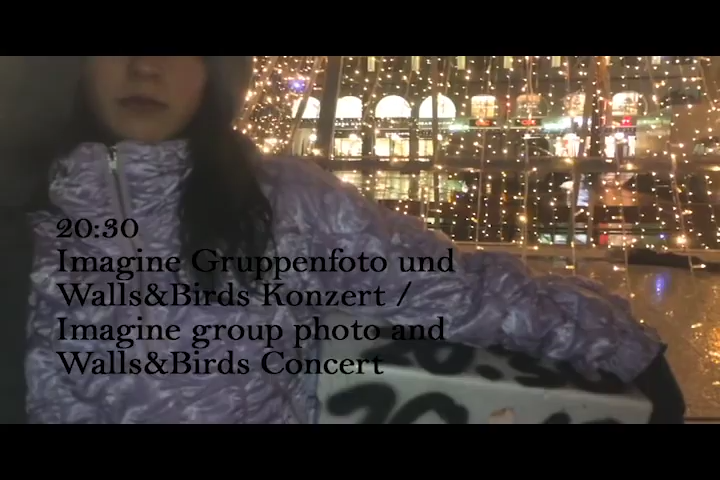 20:30
Imagine Gruppenfoto und
Walls&Birds Konzert /
Imagine group photo and
Walls&Birds Concert